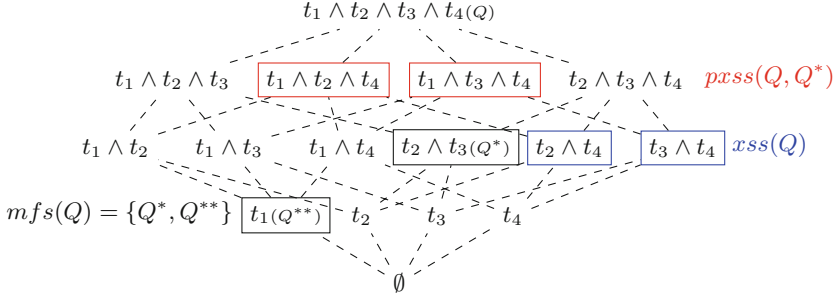 t₁ ∧ t₂ ∧ t₃ ∧ t₄(Q)
t₁ ∧ t₂ ∧ t₃ t₁ ∧ t₂ ∧ t₄ t₁ ∧ t₃ ∧ t₄ t₂ ∧ t₃ ∧ t₄ pxss(Q, Q*)
t₁ ∧ t₂ t₁ ∧ t₃ t₁ ∧ t₄ t₂ ∧ t₃(Q*) t₂ ∧ t₄ t₃ ∧ t₄ xss(Q)
mfs(Q) = {Q*, Q**} t₁(Q**) t₂ t₃ t₄
∅